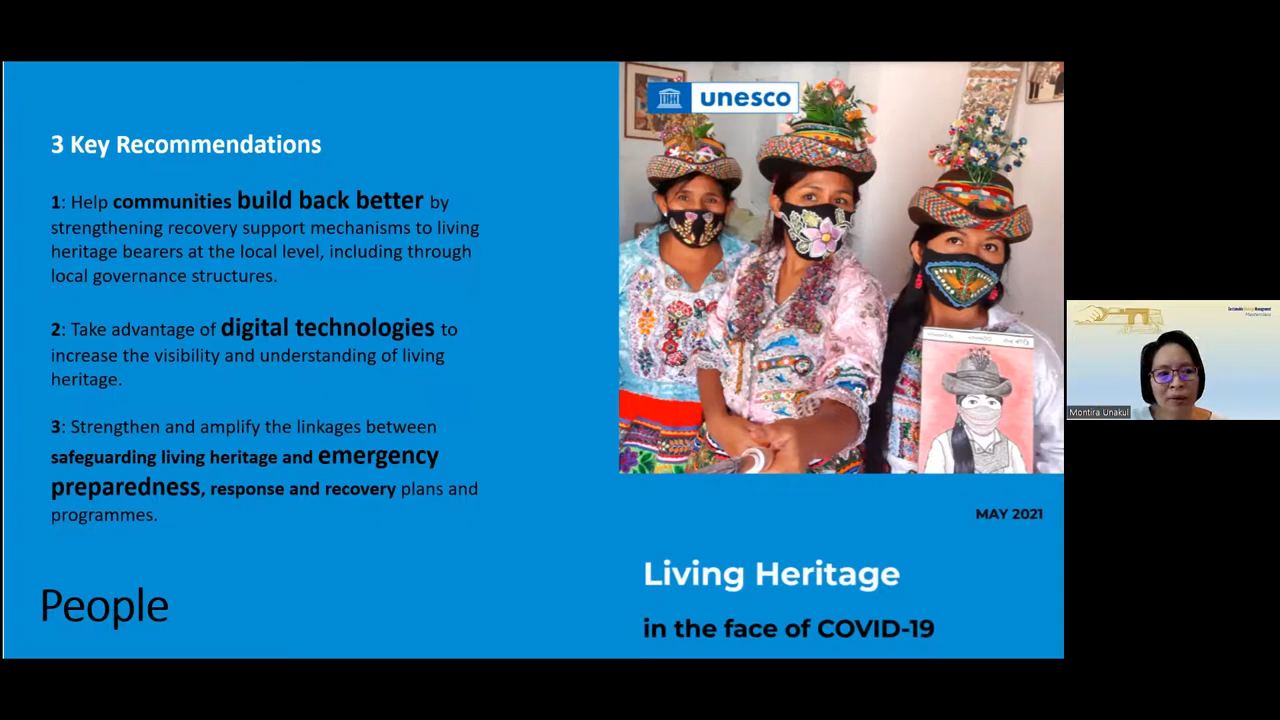 3 Key Recommendations
1: Help communities build back better by
strengthening recovery support mechanisms to living
heritage bearers at the local level, including through
local governance structures.
2: Take advantage of digital technologies to
increase the visibility and understanding of living
heritage.
3: Strengthen and amplify the linkages between
safeguarding living heritage and emergency
preparedness, response and recovery plans and
programmes.
People
unesco
MAY 2021
Living Heritage
in the face of COVID-19
Montira Unakul